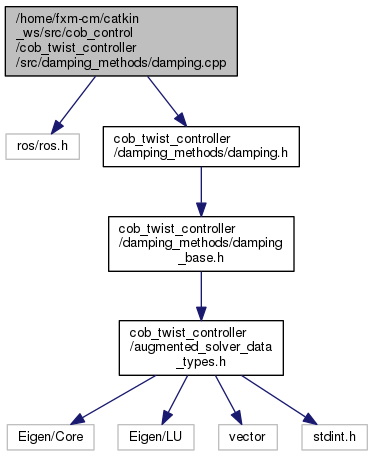 /home/fxm-cm/catkin
_ws/src/cob_control
/cob_twist_controller
/src/damping_methods/damping.cpp
ros/ros.h
cob_twist_controller
/damping_methods/damping.h
cob_twist_controller
/damping_methods/damping
_base.h
cob_twist_controller
/augmented_solver_data
_types.h
Eigen/Core
Eigen/LU
vector
stdint.h